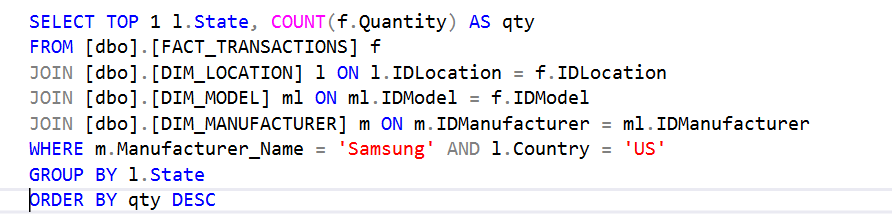 SELECT TOP 1 l.State, COUNT(f.Quantity) AS qty
FROM [dbo].[FACT_TRANSACTIONS] f
JOIN [dbo].[DIM_LOCATION] l ON l.IDLocation = f.IDLocation
JOIN [dbo].[DIM_MODEL] ml ON ml.IDModel = f.IDModel
JOIN [dbo].[DIM_MANUFACTURER] m ON m.IDManufacturer = ml.IDManufacturer
WHERE m.Manufacturer_Name = 'Samsung' AND l.Country = 'US'
GROUP BY l.State
ORDER BY qty DESC